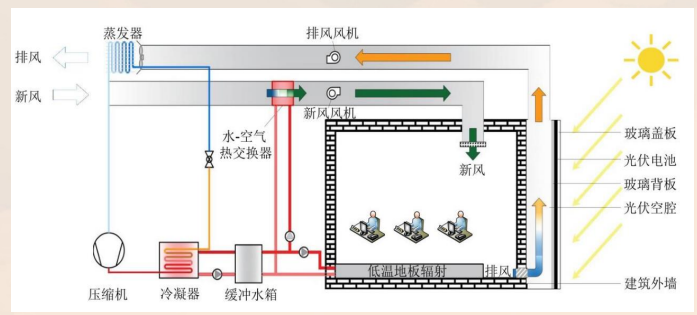 蒸发器
排风风机
排风
新风
新风风机
水-空气
热交换器
新风
玻璃盖板
光伏电池
玻璃背板
光伏空腔
低温地板辐射
排风
建筑外墙
压缩机
冷凝器
缓冲水箱